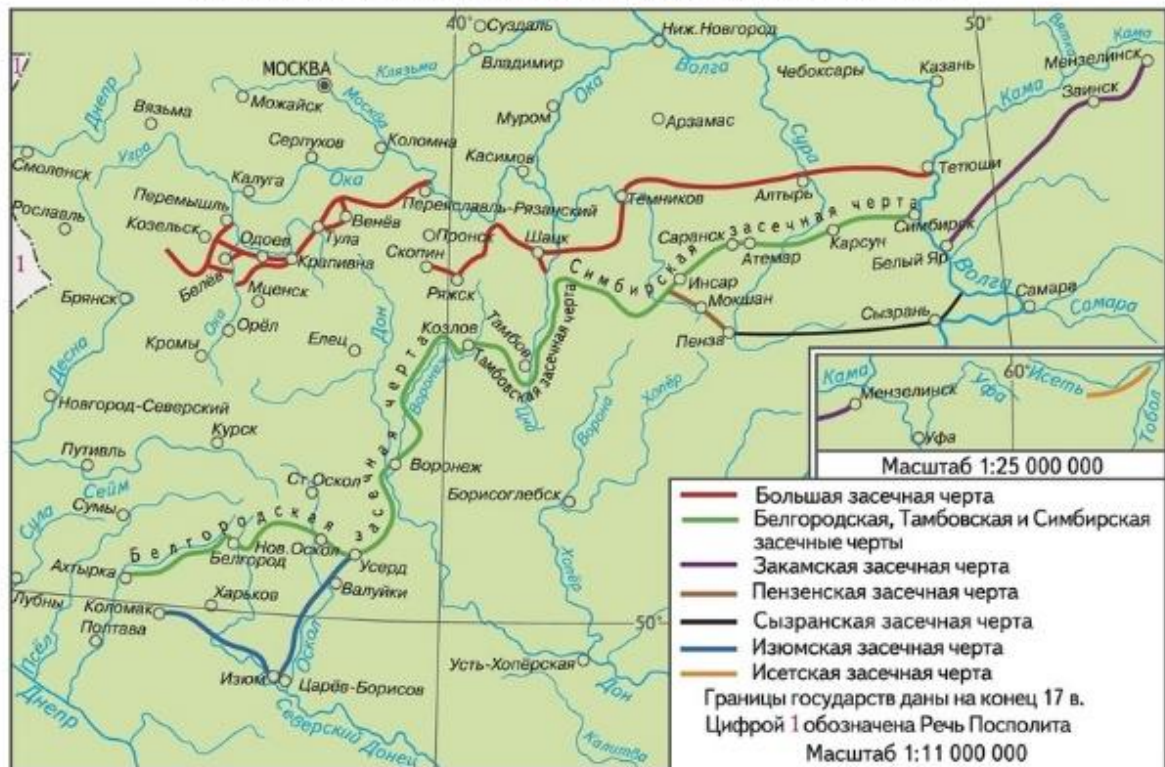 40°
50°
Суздаль
Ниж.Новгород
Вятка
Кама
Мензелинск
Владимир
Клязьма
Волга
Чебоксары
Казань
Звинск
МОСКВА
Можайск
Москва
Ока
Муром
Кама
Днепр
Вязьма
Серпухов
Коломна
Арзамас
Сура
Смоленск
Угра
Калуга
Ока
Касимов
Тетюши
Алтырь
Рославль
Перемышль
Переяславль-Рязанский
Тёмников
Козельск
Одоев
Венёв
Тула
Пронск
Шацк
Симбирск
Саранск
Карсун
Атемар
Белый Яр
1
1
Белёв
Крапивна
Скопин
Симбирская засечная черта
Инсар
Волга
Самара
Самара
Мценск
Ряжск
Мокшан
Сызрань
Брянск
Орёл
Ока
Дон
Козлов
Тамбов
Пенза
Кромы
Елец
Тамбовская засечная черта
Десна
Воронеж
Цна
Ворона
Хопёр
Новгород-Северский
Курск
Путивль
Сейм
Воронеж
Ст.Оскол
Борисоглебск
Сула
Сумы
Белгородская засечная черта
Белгород
Нов.Оскол
Усерд
Хопёр
Ахтырка
Валуйки
Лубны
Коломак
Харьков
50°
Полтава
Псёл
Оскол
Усть-Хопёрская
Изюм
Царёв-Борисов
Дон
Днепр
Северский Донец
Калитва
Кама
Мензелинск
Уфа
Исеть
60°
Тобол
Уфа
Масштаб 1:25 000 000
Большая засечная черта
Белгородская, Тамбовская и Симбирская
засечные черты
Закамская засечная черта
Пензенская засечная черта
Сызранская засечная черта
Изюмская засечная черта
Исетская засечная черта
Границы государств даны на конец 17 в.
Цифрой 1 обозначена Речь Посполита
Масштаб 1:11 000 000